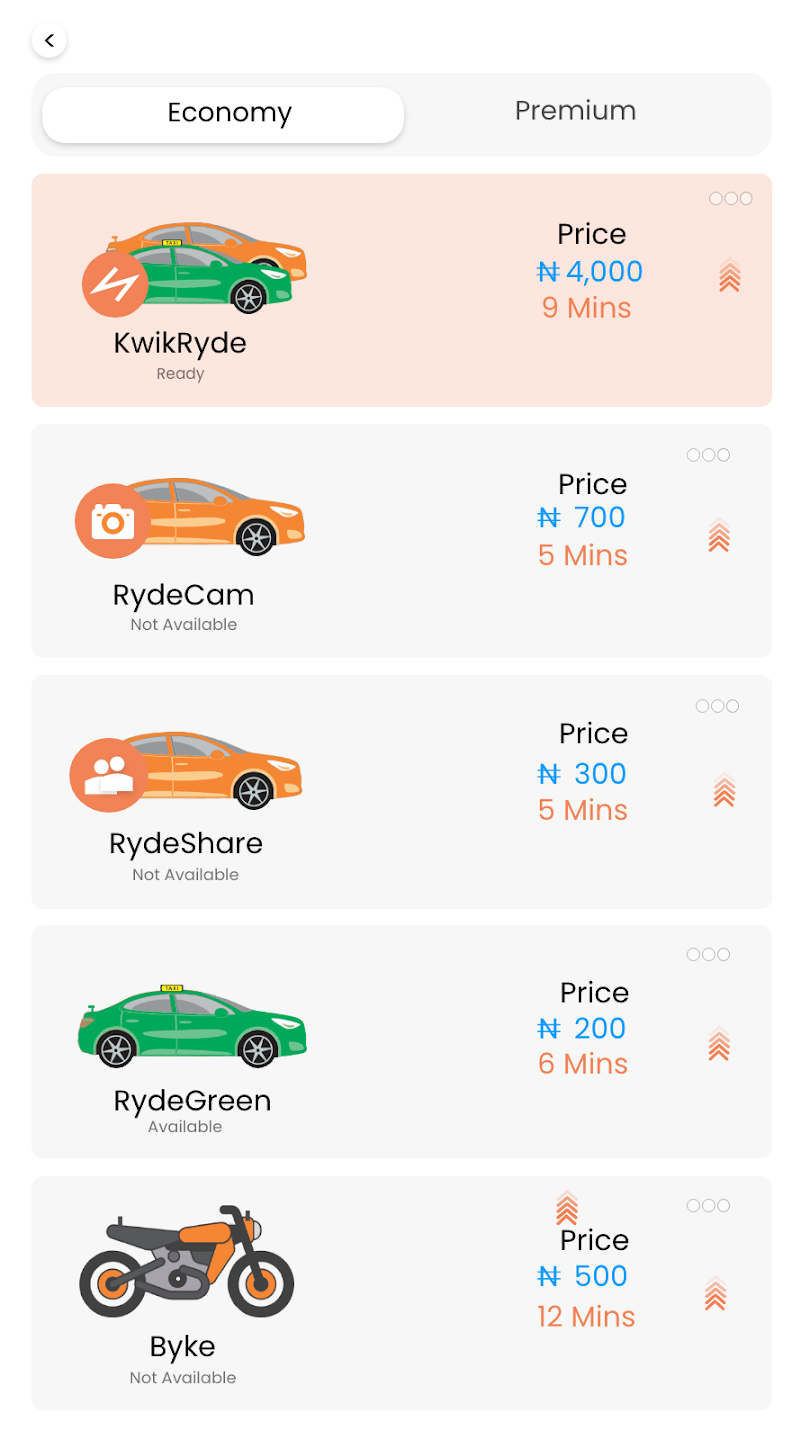 Economy
Premium
TAXI
Price
₦ 4,000
9 Mins
KwikRyde
Ready
Price
₦ 700
5 Mins
RydeCam
Not Available
Price
₦ 300
5 Mins
RydeShare
Not Available
TAXI
Price
₦ 200
6 Mins
RydeGreen
Available
Price
₦ 500
12 Mins
Byke
Not Available